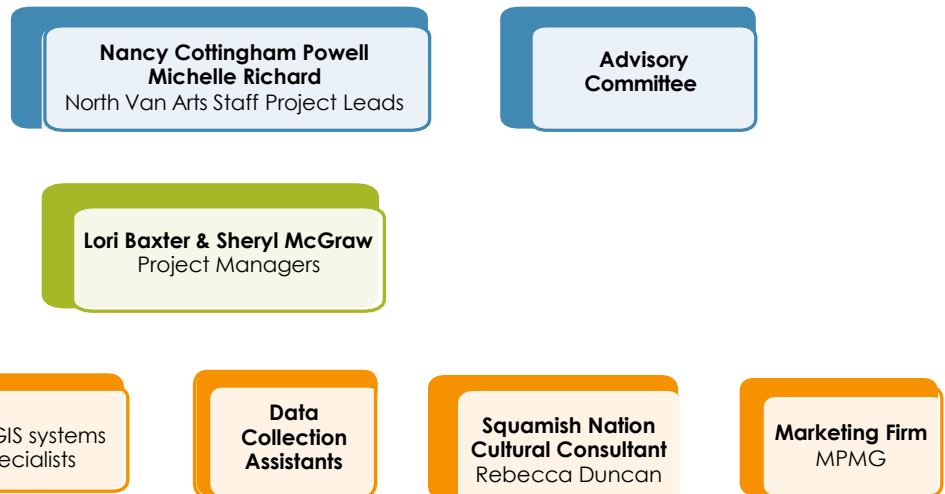 Nancy Cottingham Powell
Michelle Richard
North Van Arts Staff Project Leads
Advisory
Committee
Lori Baxter & Sheryl McGraw
Project Managers
GIS systems
ecialists
Data
Collection
Assistants
Squamish Nation
Cultural Consultant
Rebecca Duncan
Marketing Firm
MPMG